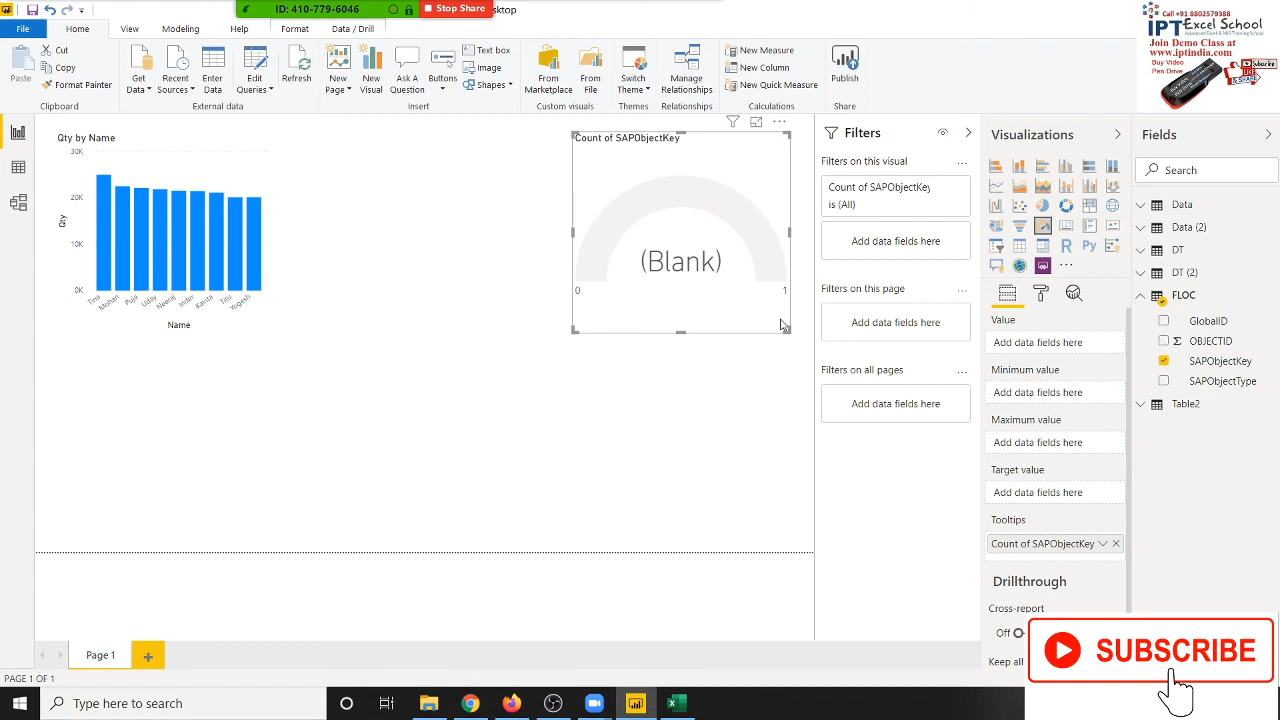 ID: 410-779-6046
Stop Share
sktop
Call +91 8802579388
IPT Excel School
Advanced Excel & MIS Training School
Join Demo Class at
www.iptindia.com
Buy Video
Pen Drive
Subscribe
File
Home
View
Modeling
Help
Format
Data / Drill
Paste
Cut
Copy
Format Painter
Clipboard
Get
Data
Recent
Sources
Enter
Data
Edit
Queries
Refresh
External data
New
Page
New
Visual
Ask A
Question
Buttons
Text box
Image
Shapes
Insert
From
Marketplace
From
File
Custom visuals
Switch
Theme
Themes
Manage
Relationships
Relationships
New Measure
New Column
New Quick Measure
Calculations
Publish
Share
Qty by Name
30K
20K
10K
0K
Qty
Tina
Mohan
Puja
Uday
Neeraj
Inder
Kavita
Titu
Yogesh
Name
Count of SAPObjectKey
(Blank)
0
1
Filters
Filters on this visual
Count of SAPObjectKey
is (All)
Add data fields here
Filters on this page
Add data fields here
Filters on all pages
Add data fields here
Visualizations
R
Py
Value
Add data fields here
Minimum value
Add data fields here
Maximum value
Add data fields here
Target value
Add data fields here
Tooltips
Count of SAPObjectKey
Drillthrough
Cross-report
Off
Keep all
Fields
Search
Data
Data (2)
DT
DT (2)
FLOC
GlobalID
Σ OBJECTID
SAPObjectKey
SAPObjectType
Table2
SUBSCRIBE
Page 1
PAGE 1 OF 1
Type here to search